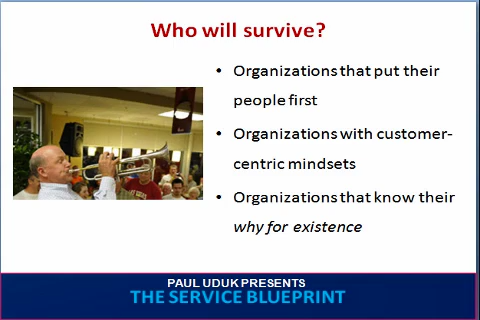 Who will survive?
• Organizations that put their
people first
• Organizations with customer-
centric mindsets
• Organizations that know their
why for existence
PAUL UDUK PRESENTS
THE SERVICE BLUEPRINT